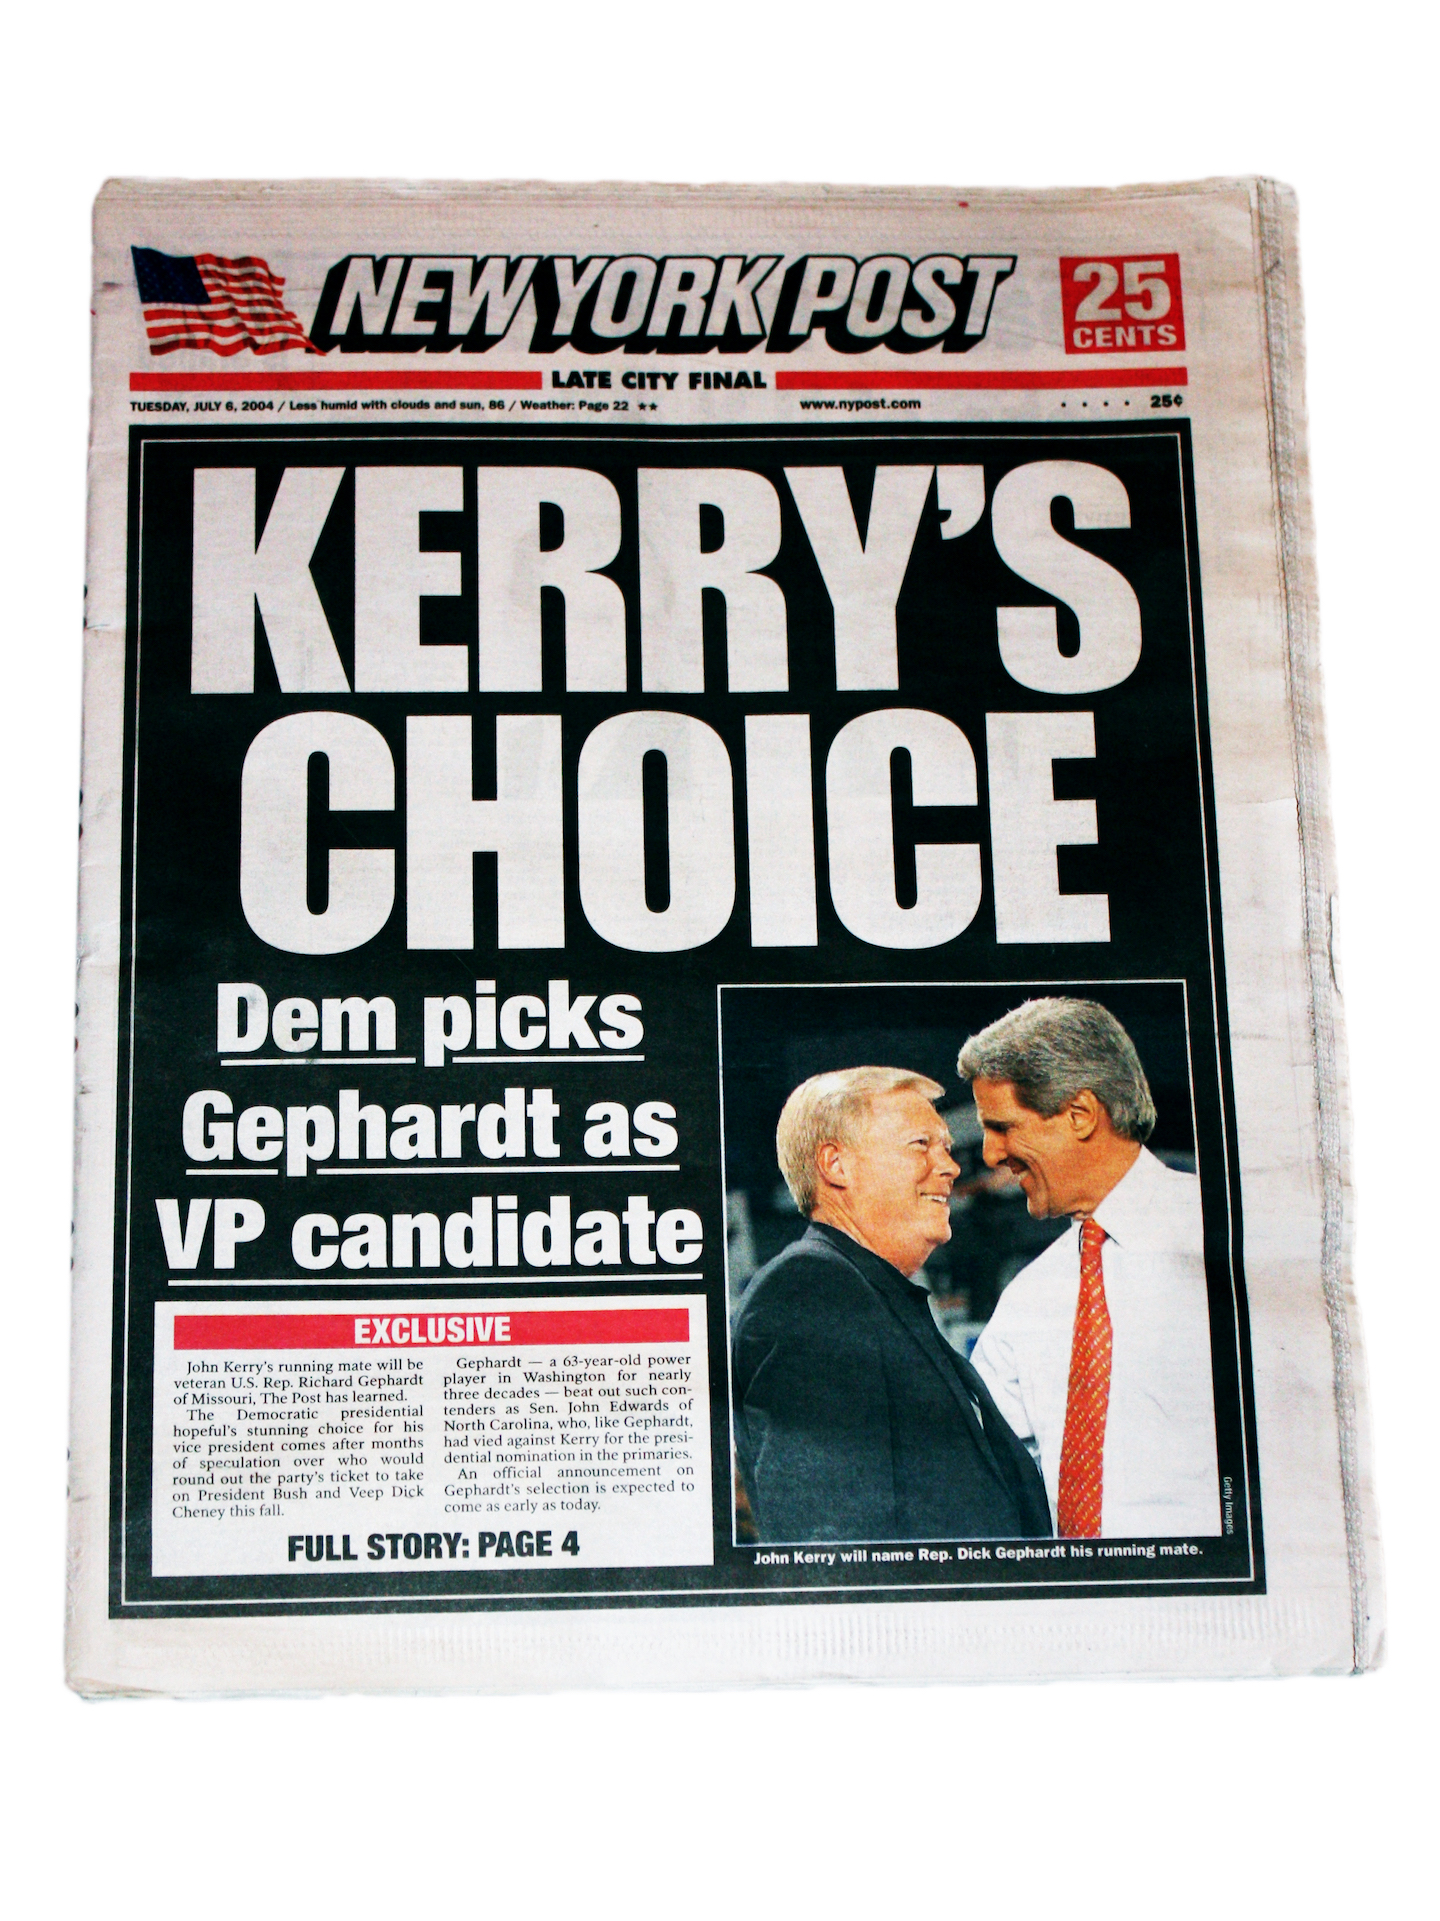 NEW YORK POST
25
CENTS
LATE CITY FINAL
TUESDAY, JULY 6, 2004 / Less humid with clouds and sun, 86 / Weather: Page 22 ★★
www.nypost.com
. . . . 25¢
KERRY'S
CHOICE
Dem picks
Gephardt as
VP candidate
EXCLUSIVE
John Kerry's running mate will be
veteran U.S. Rep. Richard Gephardt
of Missouri, The Post has learned.
The Democratic presidential
hopeful's stunning choice for his
vice president comes after months
of speculation over who would
round out the party's ticket to take
on President Bush and Veep Dick
Cheney this fall.
Gephardt — a 63-year-old power
player in Washington for nearly
three decades — beat out such con-
tenders as Sen. John Edwards of
North Carolina, who, like Gephardt,
had vied against Kerry for the presi-
dential nomination in the primaries.
An official announcement on
Gephardt's selection is expected to
come as early as today.
FULL STORY: PAGE 4
Getty Images
John Kerry will name Rep. Dick Gephardt his running mate.